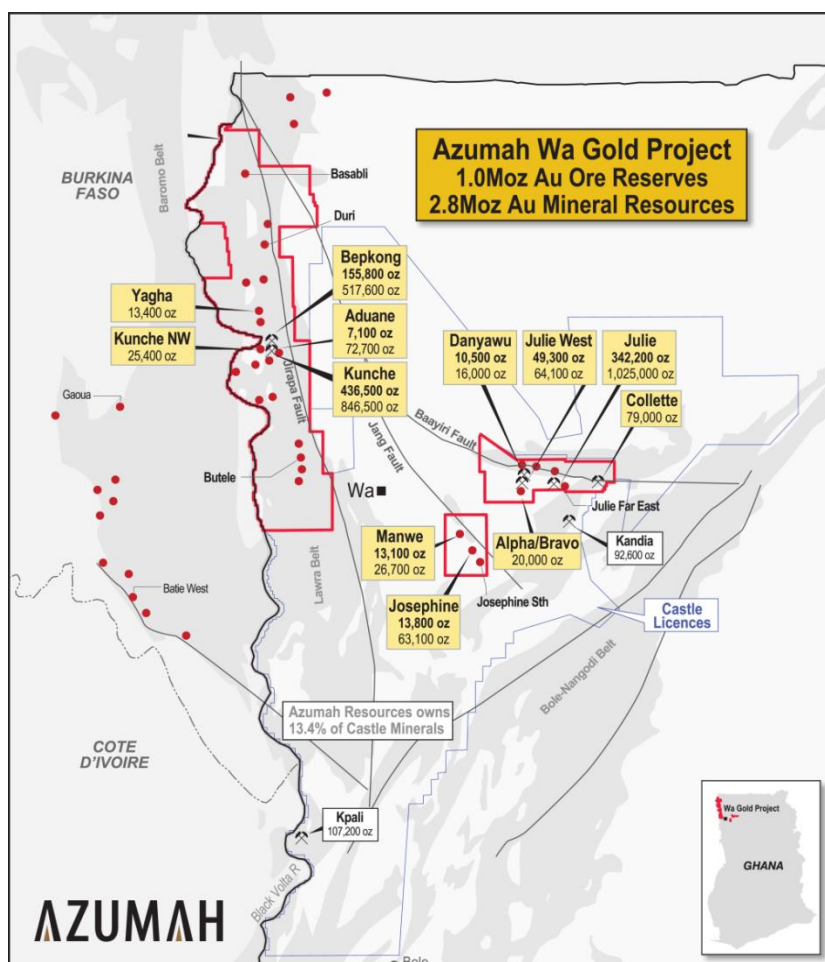 Azumah Wa Gold Project
1.0Moz Au Ore Reserves
2.8Moz Au Mineral Resources
BURKINA
FASO
Baromo Belt
Basabli
Duri
Bepkong
155,800 oz
517,600 oz
Yagha
13,400 oz
Aduane
7,100 oz
72,700 oz
Kunche NW
25,400 oz
Kunche
436,500 oz
846,500 oz
Jirapa Fault
Jang Fault
Danyawu
10,500 oz
16,000 oz
Julie West
49,300 oz
64,100 oz
Julie
342,200 oz
1,025,000 oz
Collette
79,000 oz
Baayiri Fault
Gaoua
Butele
Wa
Julie Far East
Manwe
13,100 oz
26,700 oz
Alpha/Bravo
20,000 oz
Kandia
92,600 oz
Batie West
Lawra Belt
Josephine
13,800 oz
63,100 oz
Josephine Sth
Castle
Licences
Bole-Nangodi Belt
Azumah Resources owns
13.4% of Castle Minerals
COTE
D'IVOIRE
Kpali
107,200 oz
Wa Gold Project
GHANA
Black Volta R
AZUMAH
Bole